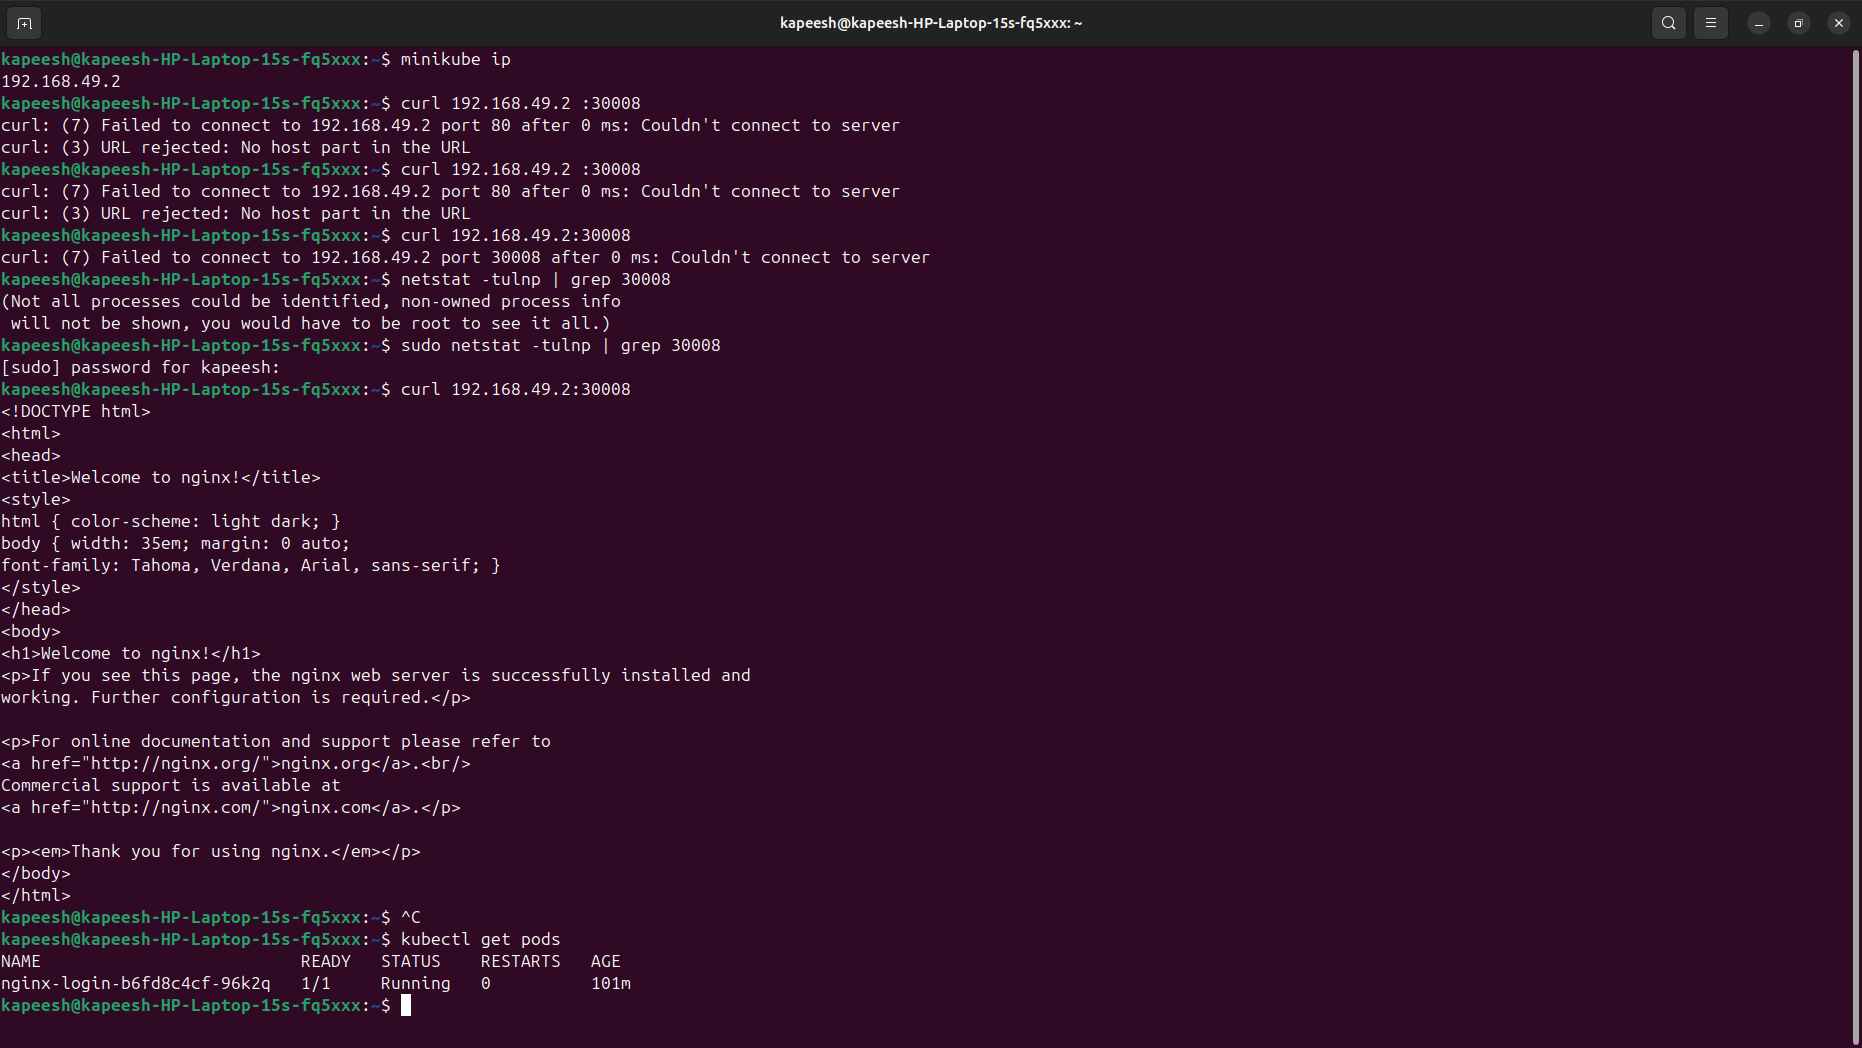 kapeesh@kapeesh-HP-Laptop-15s-fq5xxx: ~
kapeesh@kapeesh-HP-Laptop-15s-fq5xxx:~$ minikube ip
192.168.49.2
kapeesh@kapeesh-HP-Laptop-15s-fq5xxx:~$ curl 192.168.49.2 :30008
curl: (7) Failed to connect to 192.168.49.2 port 80 after 0 ms: Couldn't connect to server
curl: (3) URL rejected: No host part in the URL
kapeesh@kapeesh-HP-Laptop-15s-fq5xxx:~$ curl 192.168.49.2 :30008
curl: (7) Failed to connect to 192.168.49.2 port 80 after 0 ms: Couldn't connect to server
curl: (3) URL rejected: No host part in the URL
kapeesh@kapeesh-HP-Laptop-15s-fq5xxx:~$ curl 192.168.49.2:30008
curl: (7) Failed to connect to 192.168.49.2 port 30008 after 0 ms: Couldn't connect to server
kapeesh@kapeesh-HP-Laptop-15s-fq5xxx:~$ netstat -tulnp | grep 30008
(Not all processes could be identified, non-owned process info
 will not be shown, you would have to be root to see it all.)
kapeesh@kapeesh-HP-Laptop-15s-fq5xxx:~$ sudo netstat -tulnp | grep 30008
[sudo] password for kapeesh:
kapeesh@kapeesh-HP-Laptop-15s-fq5xxx:~$ curl 192.168.49.2:30008
<!DOCTYPE html>
<html>
<head>
<title>Welcome to nginx!</title>
<style>
html { color-scheme: light dark; }
body { width: 35em; margin: 0 auto;
font-family: Tahoma, Verdana, Arial, sans-serif; }
</style>
</head>
<body>
<h1>Welcome to nginx!</h1>
<p>If you see this page, the nginx web server is successfully installed and
working. Further configuration is required.</p>

<p>For online documentation and support please refer to
<a href="http://nginx.org/">nginx.org</a>.<br/>
Commercial support is available at
<a href="http://nginx.com/">nginx.com</a>.</p>

<p><em>Thank you for using nginx.</em></p>
</body>
</html>
kapeesh@kapeesh-HP-Laptop-15s-fq5xxx:~$ ^C
kapeesh@kapeesh-HP-Laptop-15s-fq5xxx:~$ kubectl get pods
NAME                          READY   STATUS    RESTARTS   AGE
nginx-login-b6fd8c4cf-96k2q   1/1     Running   0          101m
kapeesh@kapeesh-HP-Laptop-15s-fq5xxx:~$